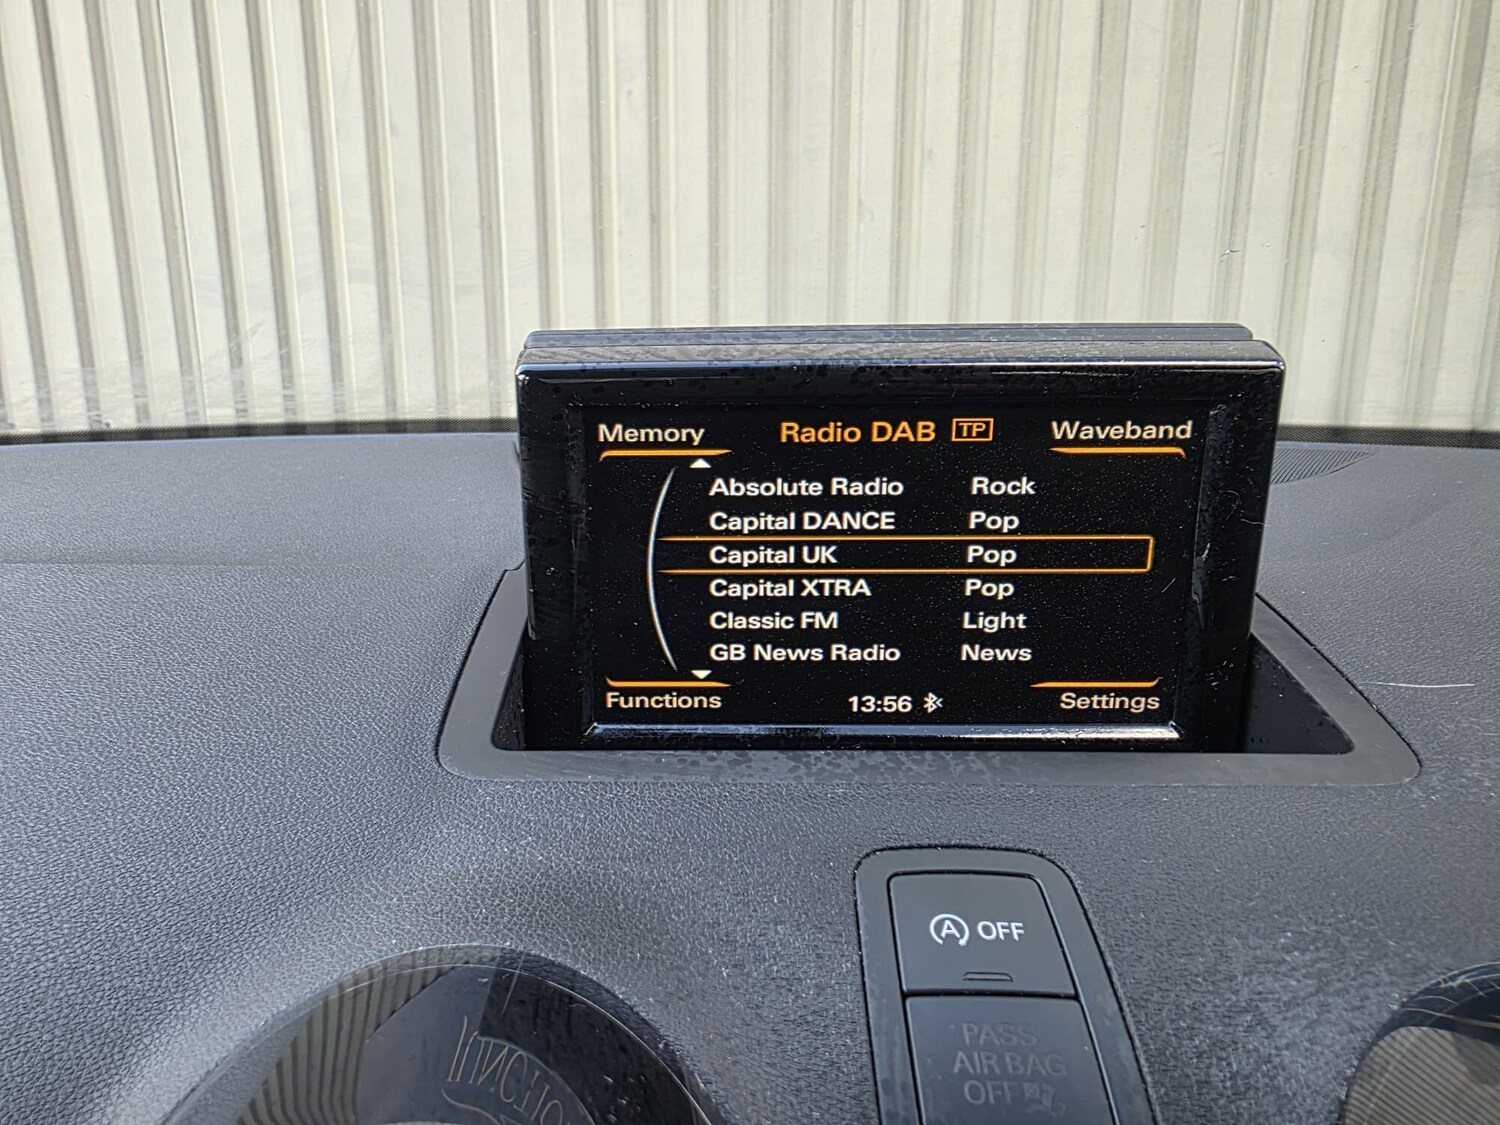 Memory Radio DAB TP Waveband
Absolute Radio Rock
Capital DANCE Pop
Capital UK Pop
Capital XTRA Pop
Classic FM Light
GB News Radio News
Functions 13:56 Settings
A OFF
PASS
AIR BAG
OFF